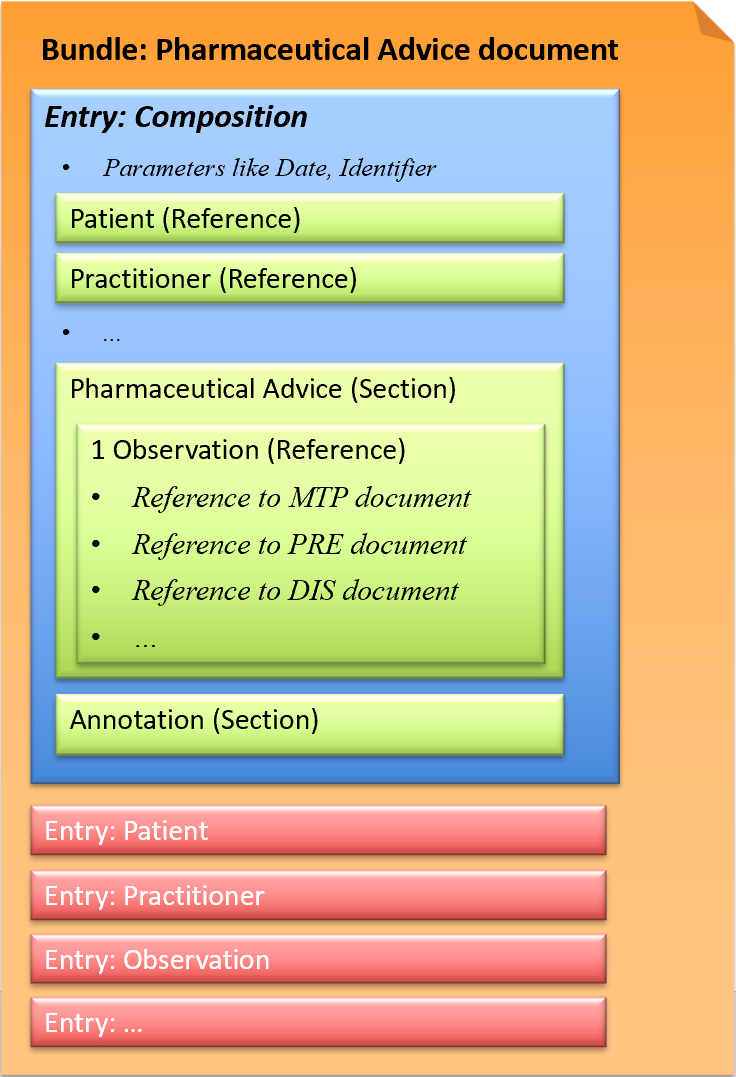 Bundle: Pharmaceutical Advice document
Entry: Composition
• Parameters like Date, Identifier
Patient (Reference)
Practitioner (Reference)
• ...
Pharmaceutical Advice (Section)
1 Observation (Reference)
• Reference to MTP document
• Reference to PRE document
• Reference to DIS document
• ...
Annotation (Section)
Entry: Patient
Entry: Practitioner
Entry: Observation
Entry: ...